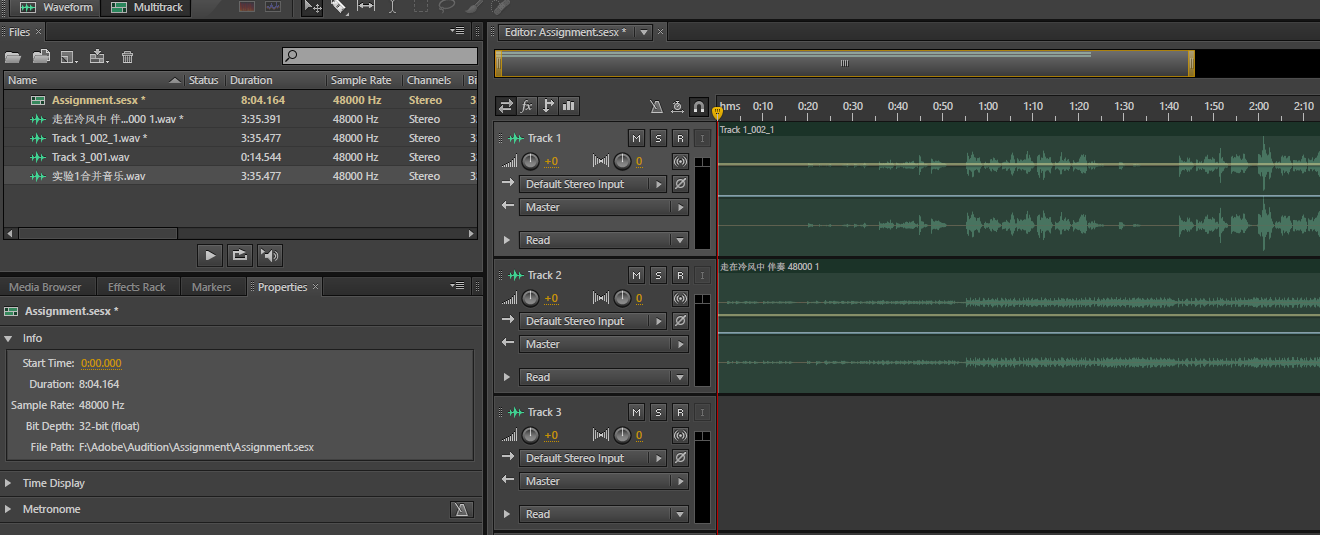 Waveform Multitrack
Files ×
Name Status Duration Sample Rate Channels Bi
Assignment.sesx * 8:04.164 48000 Hz Stereo 3
走在冷风中 伴...000 1.wav * 3:35.391 48000 Hz Stereo 3
Track 1_002_1.wav * 3:35.477 48000 Hz Stereo 3
Track 3_001.wav 0:14.544 48000 Hz Stereo 3
实验1合并音乐.wav 3:35.477 48000 Hz Stereo 3
Media Browser Effects Rack Markers Properties ×
Assignment.sesx *
Info
Start Time: 0:00.000
Duration: 8:04.164
Sample Rate: 48000 Hz
Bit Depth: 32-bit (float)
File Path: F:\Adobe\Audition\Assignment\Assignment.sesx
Time Display
Metronome
Editor: Assignment.sesx * ×
fx
hms 0:10 0:20 0:30 0:40 0:50 1:00 1:10 1:20 1:30 1:40 1:50 2:00 2:10
Track 1 M S R I
+0 0
Default Stereo Input
Master
Read
Track 1_002_1
Track 2 M S R I
+0 0
Default Stereo Input
Master
Read
走在冷风中 伴奏 48000 1
Track 3 M S R I
+0 0
Default Stereo Input
Master
Read